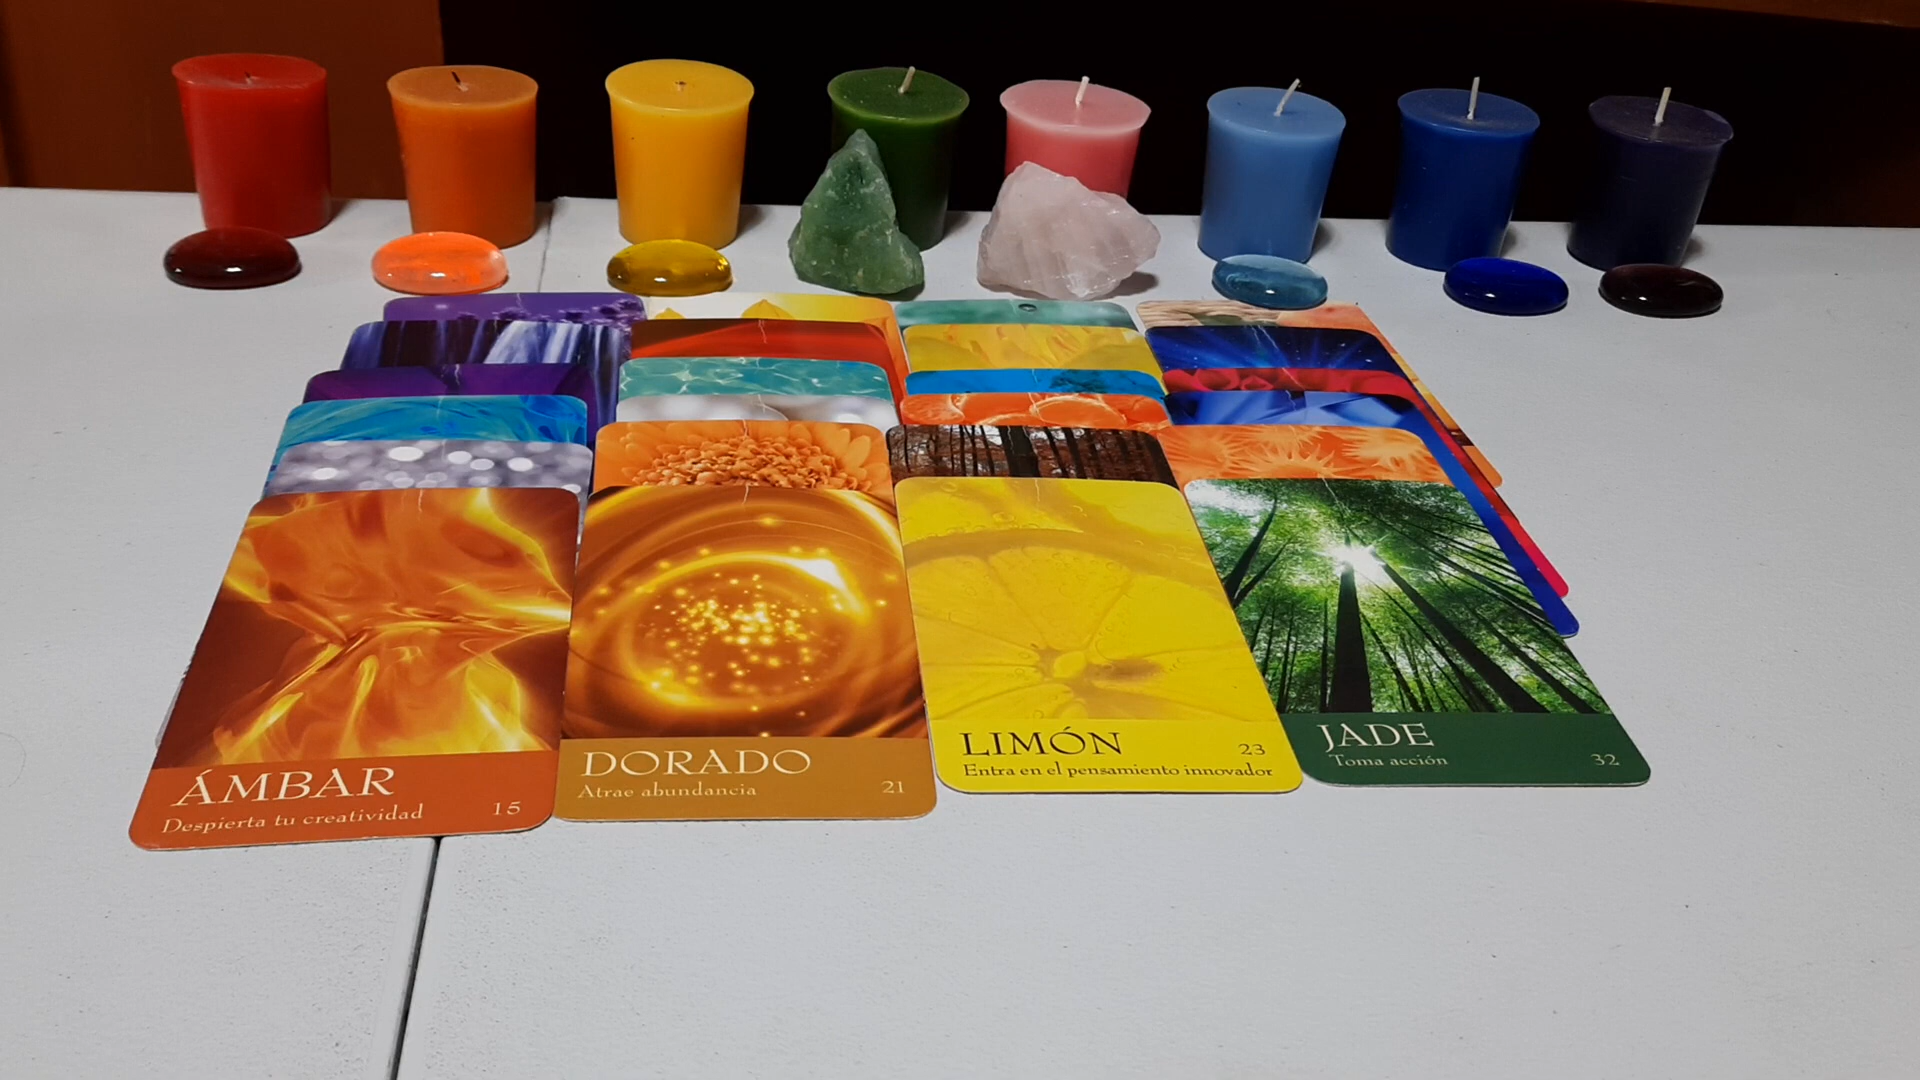 ÁMBAR
Despierta tu creatividad
15
DORADO
Atrae abundancia
21
LIMÓN
Entra en el pensamiento innovador
23
JADE
Toma acción
32